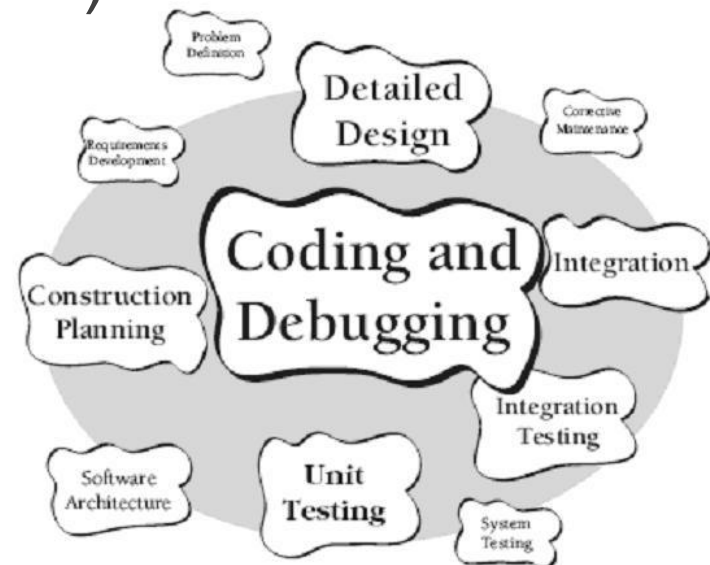 Problem
Definition
Detailed
Design
Corrective
Maintenance
Requirements
Development
Coding and
Debugging
Integration
Construction
Planning
Integration
Testing
Software
Architecture
Unit
Testing
System
Testing